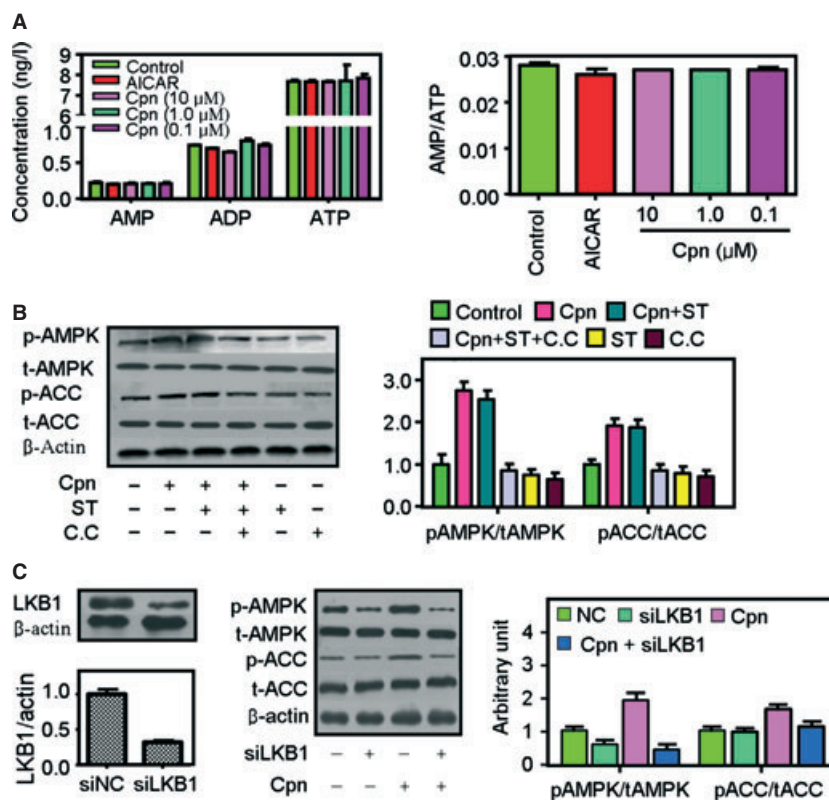 A
Concentration (ng/l)
9
8
7
6
1.0
0.5
0.0
Control
AICAR
Cpn (10 μM)
Cpn (1.0 μM)
Cpn (0.1 μM)
AMP ADP ATP
AMP/ATP
0.03
0.02
0.01
0.00
Control
AICAR
10 1.0 0.1
Cpn (μM)
B
p-AMPK
t-AMPK
p-ACC
t-ACC
β-Actin
Cpn – + + + – –
ST – – + + + –
C.C – – – + – +
Control Cpn Cpn+ST
Cpn+ST+C.C ST C.C
3.0
2.0
1.0
0.0
pAMPK/tAMPK pACC/tACC
C
LKB1
β-actin
LKB1/actin
1.0
0.5
0.0
siNC siLKB1
p-AMPK
t-AMPK
p-ACC
t-ACC
β-actin
siLKB1 – + – +
Cpn – – + +
Arbitrary unit
NC siLKB1 Cpn
Cpn + siLKB1
4
2
1
0
pAMPK/tAMPK pACC/tACC